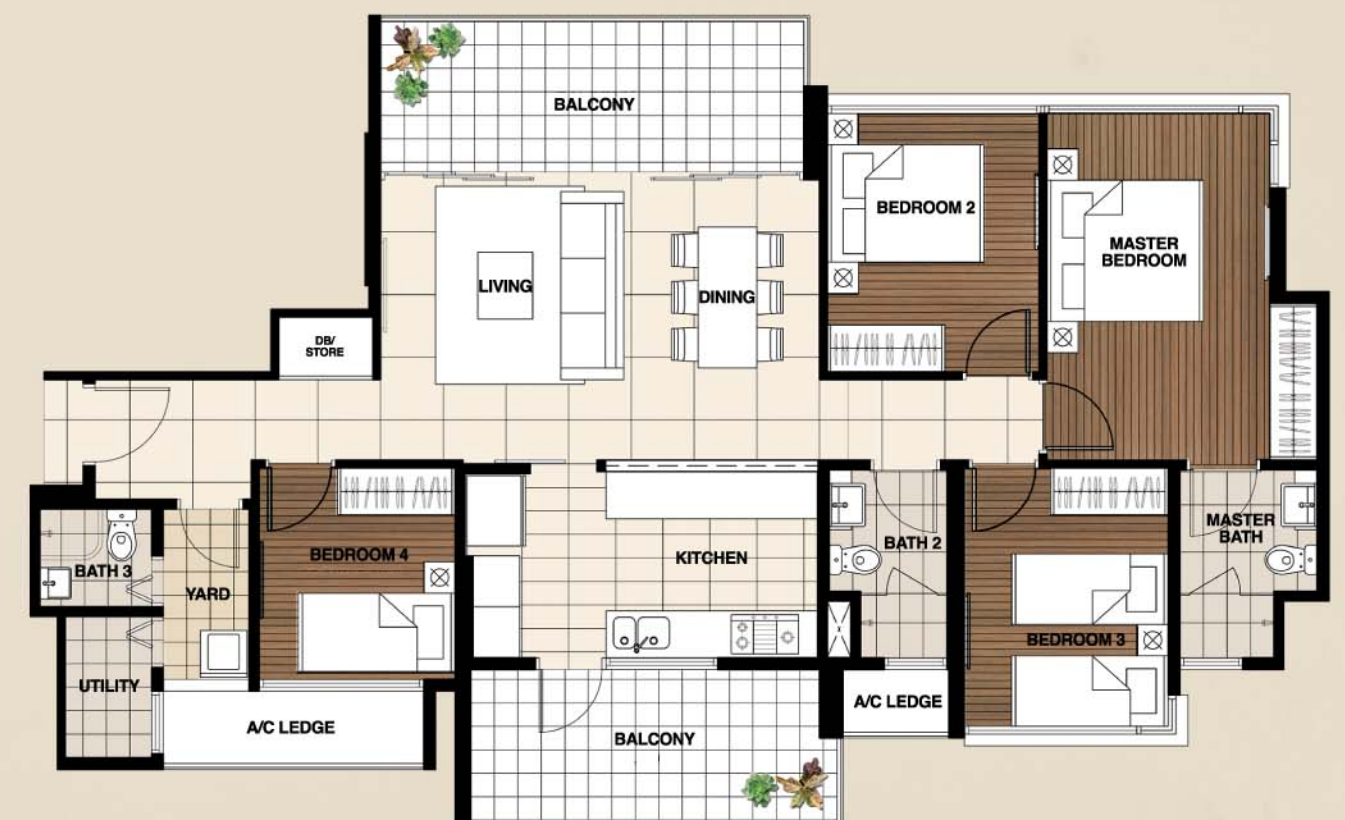 BALCONY
BEDROOM 2
MASTER
BEDROOM
LIVING
DINING
DB/
STORE
MASTER
BATH
BATH 2
BEDROOM 4
KITCHEN
BATH 3
YARD
BEDROOM 3
UTILITY
A/C LEDGE
A/C LEDGE
BALCONY